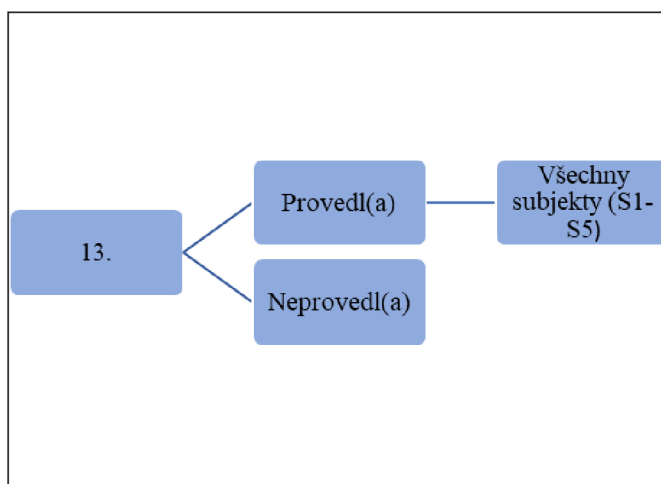 13.
Provedl(a)
Neprovedl(a)
Všechny
subjekty (S1-
S5)